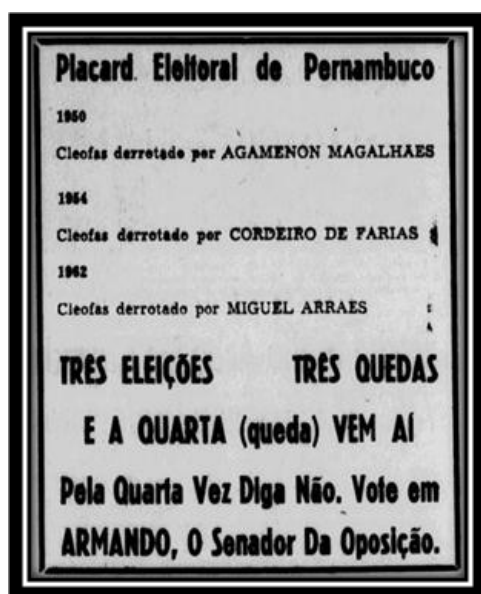 Placard Eleitoral de Pernambuco
1950
Cleofas derrotado por AGAMENON MAGALHAES
1954
Cleofas derrotado por CORDEIRO DE FARIAS
1962
Cleofas derrotado por MIGUEL ARRAES
TRÊS ELEIÇÕES TRÊS QUEDAS
E A QUARTA (queda) VEM AÍ
Pela Quarta Vez Diga Não. Vote em
ARMANDO, O Senador Da Oposição.